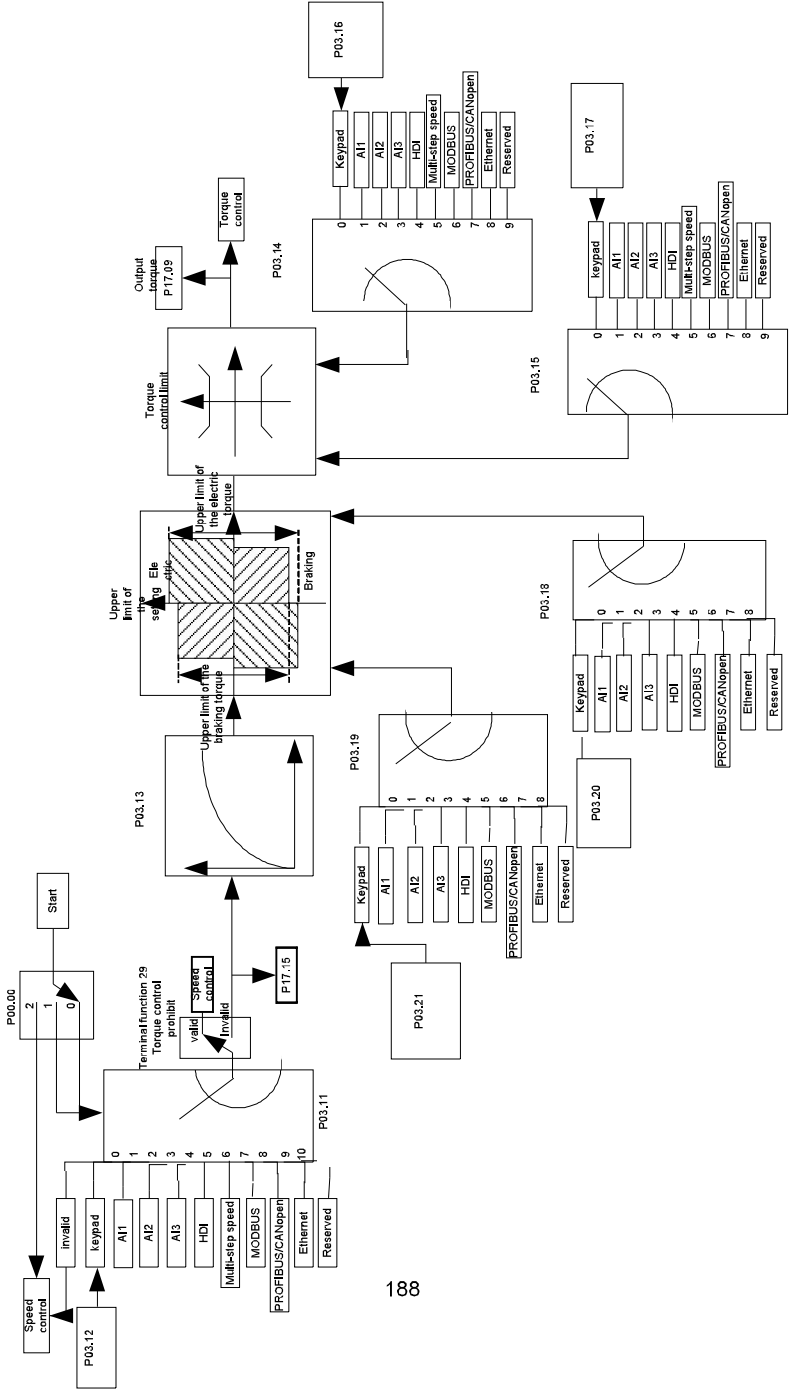 Start
P00.00
2
1
0
Speed
control
P03.12
invalid
keypad
AI1
AI2
AI3
HDI
Multi-step speed
MODBUS
PROFIBUS/CANopen
Ethernet
Reserved
0
1
2
3
4
5
6
7
8
9
10
P03.11
Terminal function 29
Torque control
prohibit
valid
Invalid
Speed
control
P17.15
P03.13
Upper limit of the
braking torque
Upper
limit of
the
setting
Ele
ctric
Braking
Upper limit of
the electric
torque
Torque
control limit
Output
torque
P17.09
Torque
control
P03.14
0
1
2
3
4
5
6
7
8
9
Keypad
AI1
AI2
AI3
HDI
Multi-step speed
MODBUS
PROFIBUS/CANopen
Ethernet
Reserved
P03.16
P03.15
0
1
2
3
4
5
6
7
8
9
keypad
AI1
AI2
AI3
HDI
Multi-step speed
MODBUS
PROFIBUS/CANopen
Ethernet
Reserved
P03.17
P03.19
0
1
2
3
4
5
6
7
8
Keypad
AI1
AI2
AI3
HDI
MODBUS
PROFIBUS/CANopen
Ethernet
Reserved
P03.21
P03.18
0
1
2
3
4
5
6
7
8
Keypad
AI1
AI2
AI3
HDI
MODBUS
PROFIBUS/CANopen
Ethernet
Reserved
P03.20
188